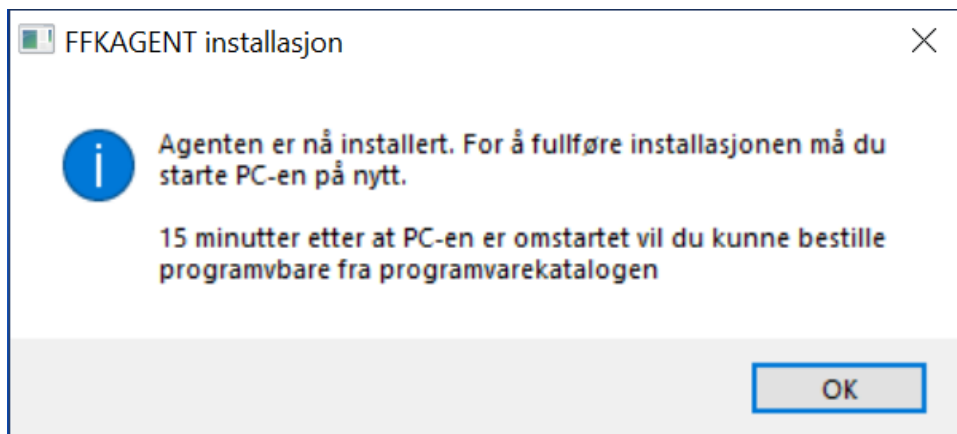 FFKAGENT installasjon
Agenten er nå installert. For å fullføre installasjonen må du
starte PC-en på nytt.
15 minutter etter at PC-en er omstartet vil du kunne bestille
programvbare fra programvarekatalogen
OK